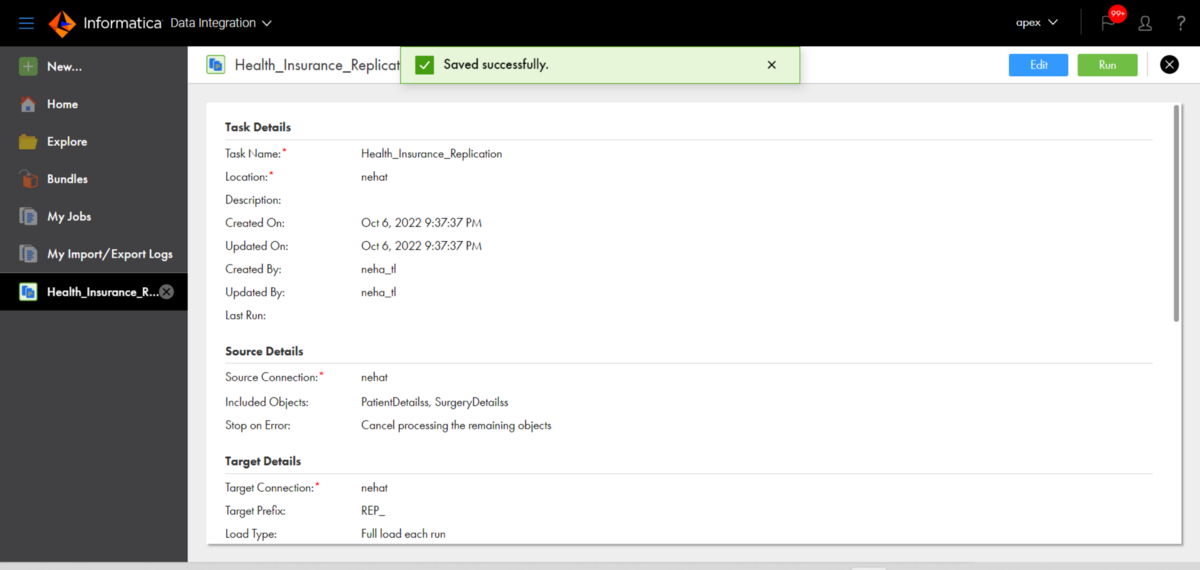 Informatica Data Integration
apex
99+
?
New...
Home
Explore
Bundles
My Jobs
My Import/Export Logs
Health_Insurance_R...
Health_Insurance_Replicat
Saved successfully.
Edit
Run
Task Details
Task Name:* Health_Insurance_Replication
Location:* nehat
Description:
Created On: Oct 6, 2022 9:37:37 PM
Updated On: Oct 6, 2022 9:37:37 PM
Created By: neha_tl
Updated By: neha_tl
Last Run:
Source Details
Source Connection:* nehat
Included Objects: PatientDetailss, SurgeryDetailss
Stop on Error: Cancel processing the remaining objects
Target Details
Target Connection:* nehat
Target Prefix: REP_
Load Type: Full load each run